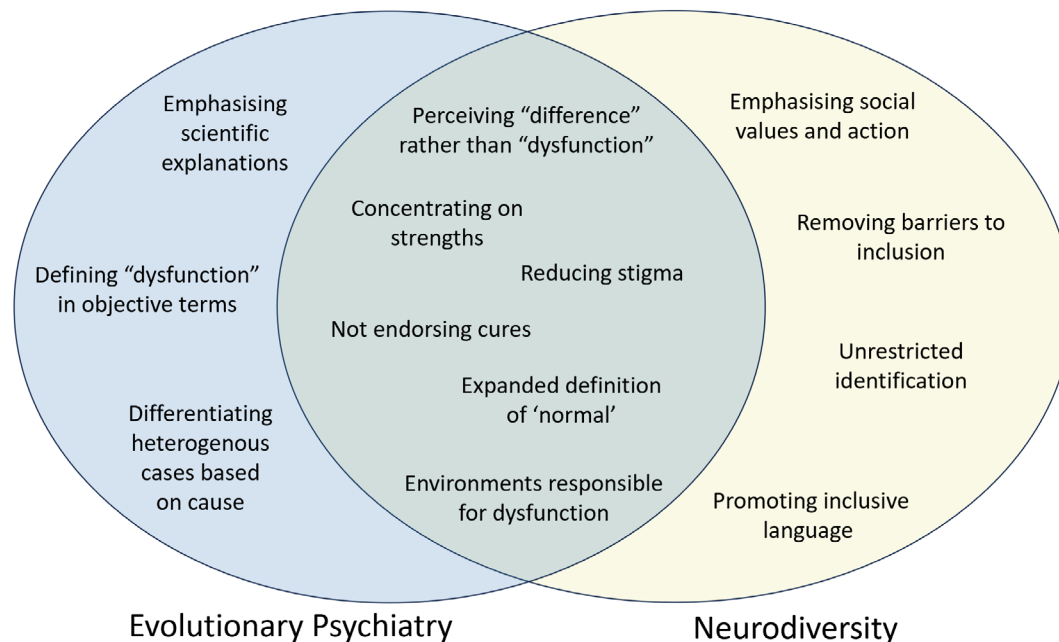 Emphasising
scientific
explanations
Defining “dysfunction”
in objective terms
Differentiating
heterogenous
cases based
on cause
Perceiving “difference”
rather than “dysfunction”
Concentrating on
strengths
Reducing stigma
Not endorsing cures
Expanded definition
of ‘normal’
Environments responsible
for dysfunction
Emphasising social
values and action
Removing barriers to
inclusion
Unrestricted
identification
Promoting inclusive
language
Evolutionary Psychiatry
Neurodiversity